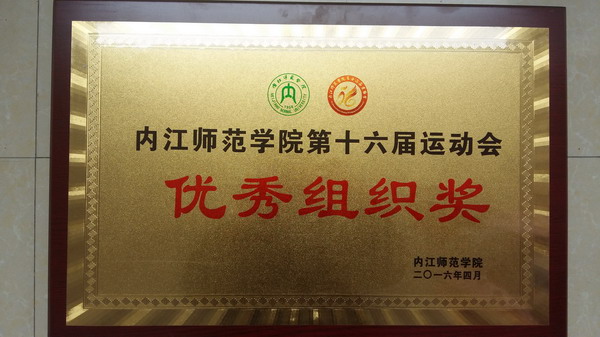 内江师范学院第十六届运动会
优秀组织奖
内江师范学院
二〇一六年四月